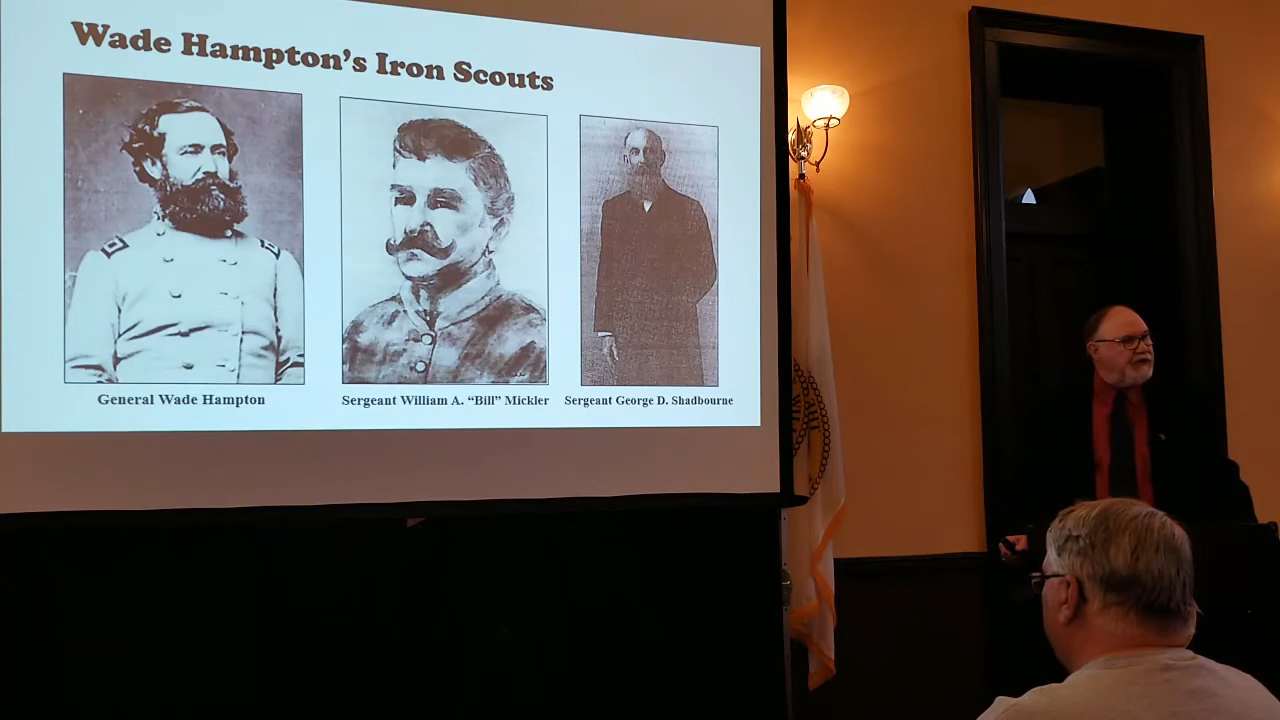 Wade Hampton's Iron Scouts
General Wade Hampton
Sergeant William A. "Bill" Mickler
Sergeant George D. Shadbourne